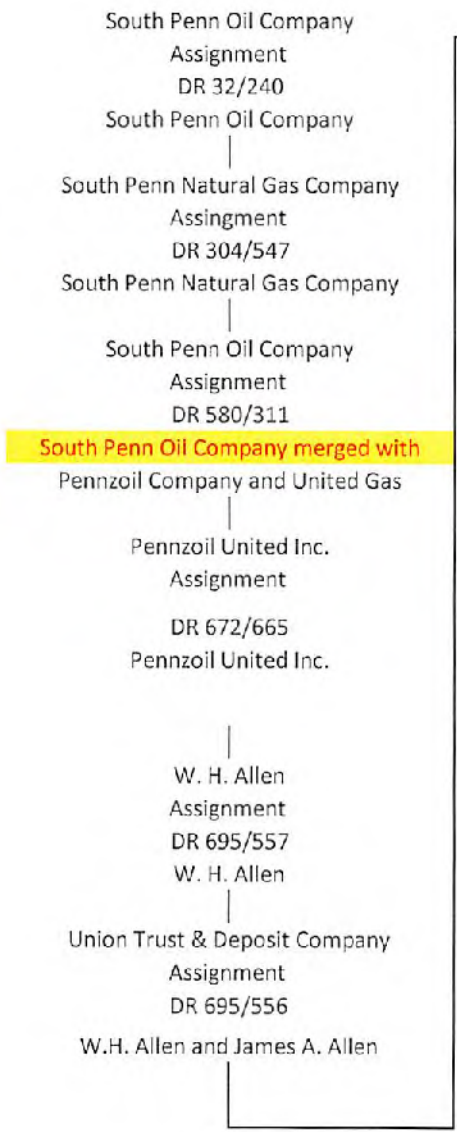 South Penn Oil Company
Assignment
DR 32/240
South Penn Oil Company
South Penn Natural Gas Company
Assingment
DR 304/547
South Penn Natural Gas Company
South Penn Oil Company
Assignment
DR 580/311
South Penn Oil Company merged with
Pennzoil Company and United Gas
Pennzoil United Inc.
Assignment
DR 672/665
Pennzoil United Inc.
W. H. Allen
Assignment
DR 695/557
W. H. Allen
Union Trust & Deposit Company
Assignment
DR 695/556
W.H. Allen and James A. Allen